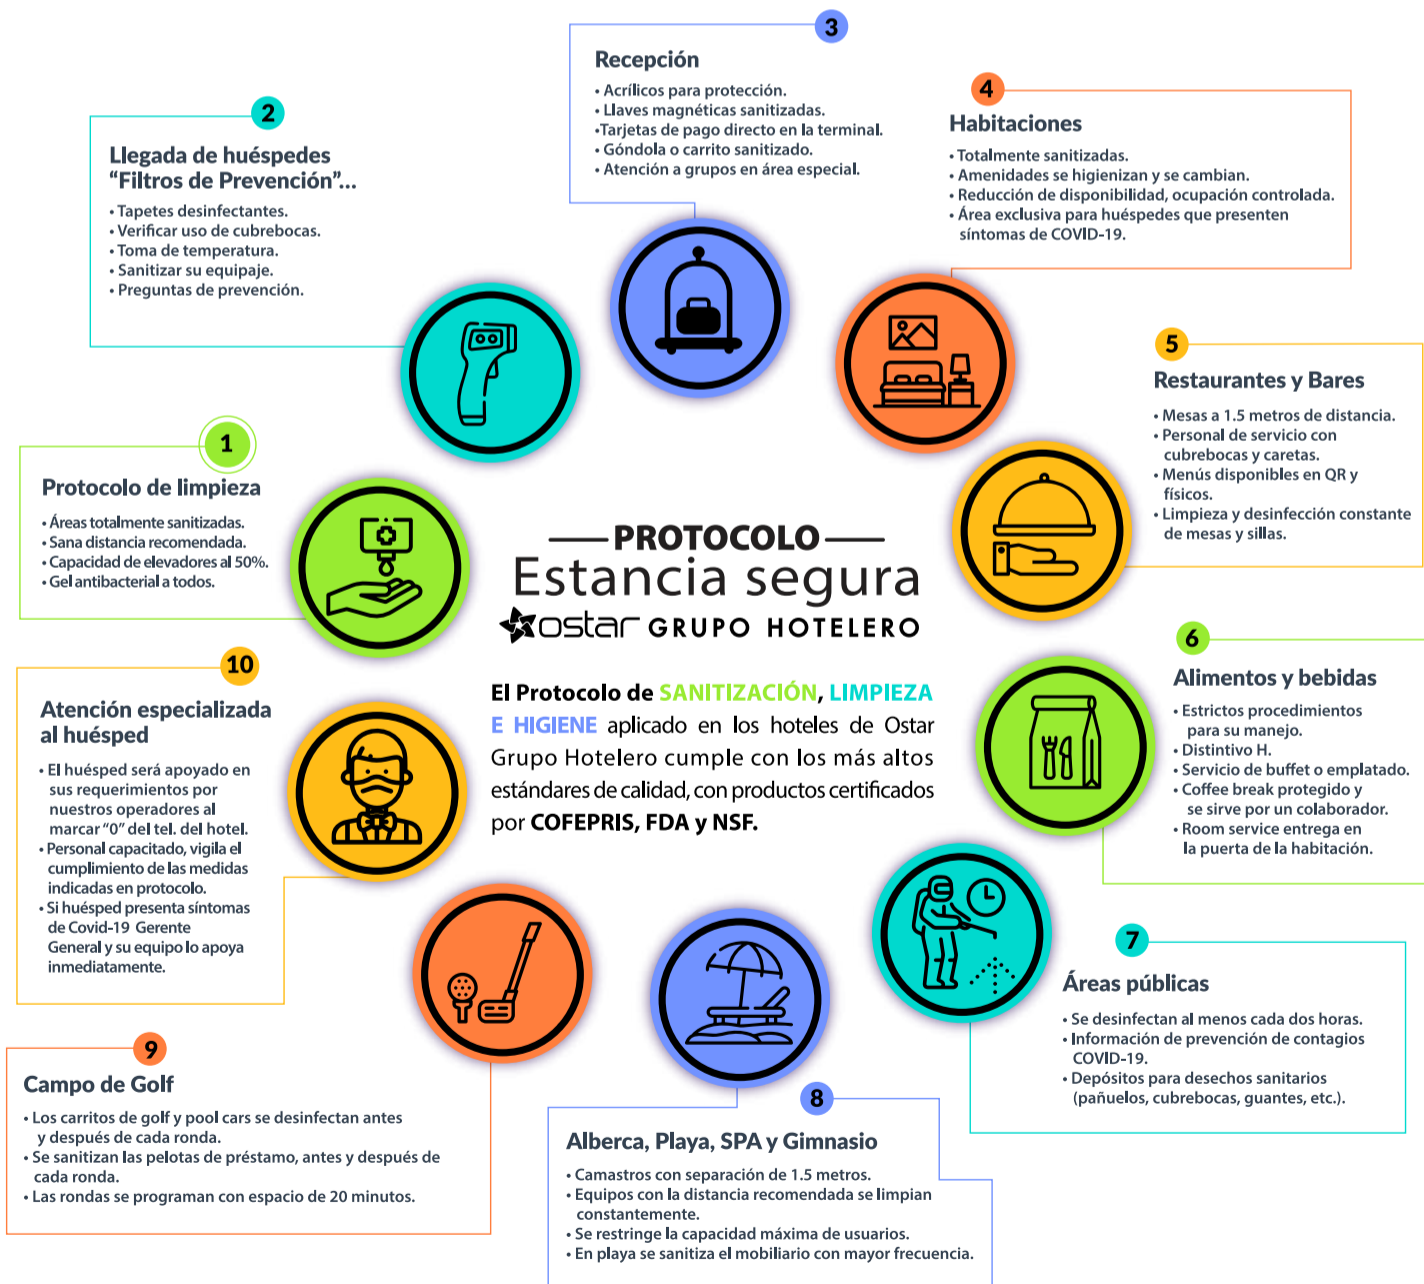 1
Protocolo de limpieza
• Áreas totalmente sanitizadas.
• Sana distancia recomendada.
• Capacidad de elevadores al 50%.
• Gel antibacterial a todos.
2
Llegada de huéspedes
“Filtros de Prevención”...
• Tapetes desinfectantes.
• Verificar uso de cubrebocas.
• Toma de temperatura.
• Sanitizar su equipaje.
• Preguntas de prevención.
3
Recepción
• Acrílicos para protección.
• Llaves magnéticas sanitizadas.
•Tarjetas de pago directo en la terminal.
• Góndola o carrito sanitizado.
• Atención a grupos en área especial.
4
Habitaciones
• Totalmente sanitizadas.
• Amenidades se higienizan y se cambian.
• Reducción de disponibilidad, ocupación controlada.
• Área exclusiva para huéspedes que presenten
síntomas de COVID-19.
5
Restaurantes y Bares
• Mesas a 1.5 metros de distancia.
• Personal de servicio con
cubrebocas y caretas.
• Menús disponibles en QR y
físicos.
• Limpieza y desinfección constante
de mesas y sillas.
PROTOCOLO
Estancia segura
ostar GRUPO HOTELERO
El Protocolo de SANITIZACIÓN, LIMPIEZA
E HIGIENE aplicado en los hoteles de Ostar
Grupo Hotelero cumple con los más altos
estándares de calidad, con productos certificados
por COFEPRIS, FDA y NSF.
6
Alimentos y bebidas
• Estrictos procedimientos
para su manejo.
• Distintivo H.
• Servicio de buffet o emplatado.
• Coffee break protegido y
se sirve por un colaborador.
• Room service entrega en
la puerta de la habitación.
7
Áreas públicas
• Se desinfectan al menos cada dos horas.
• Información de prevención de contagios
COVID-19.
• Depósitos para desechos sanitarios
(pañuelos, cubrebocas, guantes, etc.).
8
Alberca, Playa, SPA y Gimnasio
• Camastros con separación de 1.5 metros.
• Equipos con la distancia recomendada se limpian
constantemente.
• Se restringe la capacidad máxima de usuarios.
• En playa se sanitiza el mobiliario con mayor frecuencia.
9
Campo de Golf
• Los carritos de golf y pool cars se desinfectan antes
y después de cada ronda.
• Se sanitizan las pelotas de préstamo, antes y después de
cada ronda.
• Las rondas se programan con espacio de 20 minutos.
10
Atención especializada
al huésped
• El huésped será apoyado en
sus requerimientos por
nuestros operadores al
marcar “0” del tel. del hotel.
• Personal capacitado, vigila el
cumplimiento de las medidas
indicadas en protocolo.
• Si huésped presenta síntomas
de Covid-19 Gerente
General y su equipo lo apoya
inmediatamente.